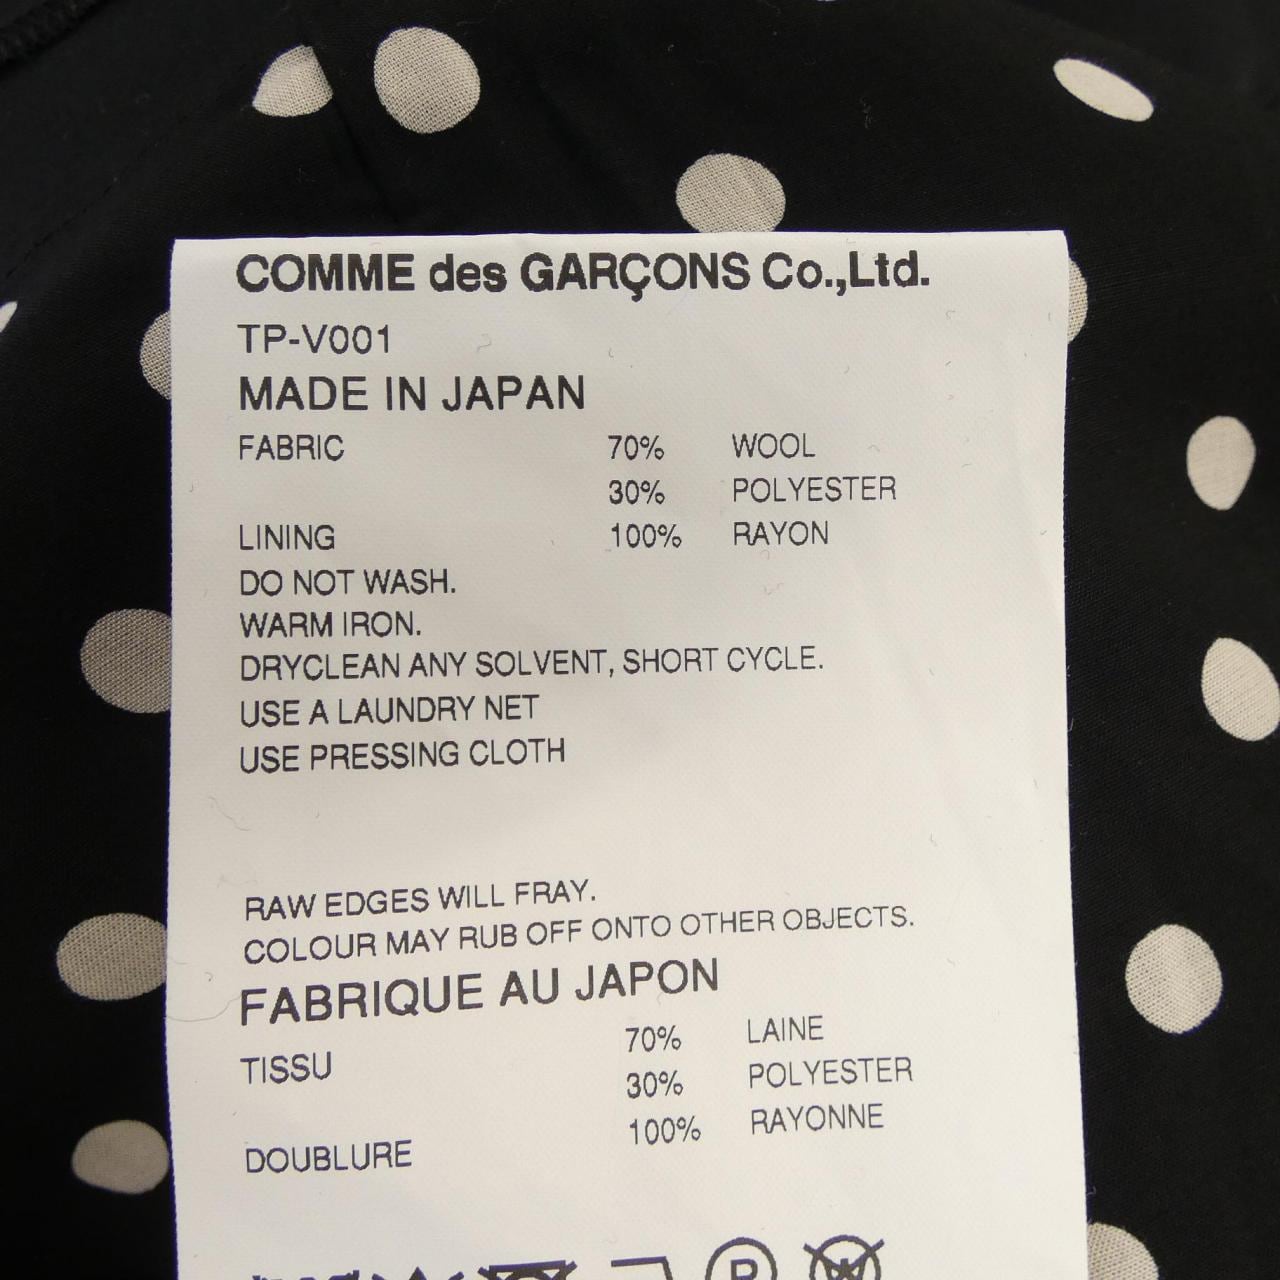 COMME des GARÇONS Co.,Ltd.
TP-V001
MADE IN JAPAN
FABRIC 70% WOOL
30% POLYESTER
LINING 100% RAYON
DO NOT WASH.
WARM IRON.
DRYCLEAN ANY SOLVENT, SHORT CYCLE.
USE A LAUNDRY NET
USE PRESSING CLOTH
RAW EDGES WILL FRAY.
COLOUR MAY RUB OFF ONTO OTHER OBJECTS.
FABRIQUE AU JAPON
TISSU 70% LAINE
30% POLYESTER
DOUBLURE 100% RAYONNE
P W